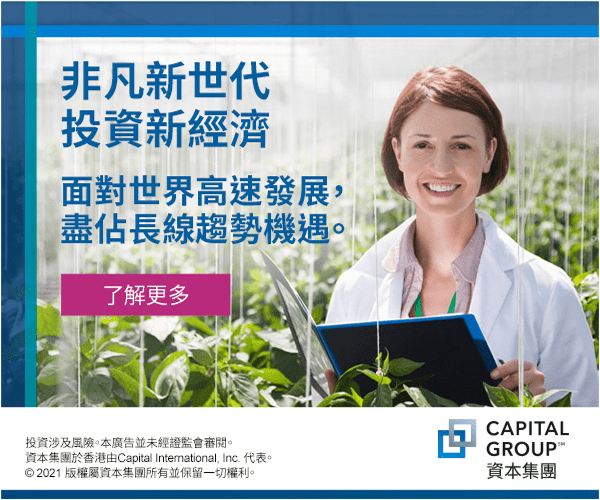 非凡新世代
投資新經濟
面對世界高速發展，
盡佔長線趨勢機遇。
了解更多
投資涉及風險。本廣告並未經證監會審閱。
資本集團於香港由Capital International, Inc. 代表。
© 2021 版權屬資本集團所有並保留一切權利。
CAPITAL
GROUP℠
資本集團